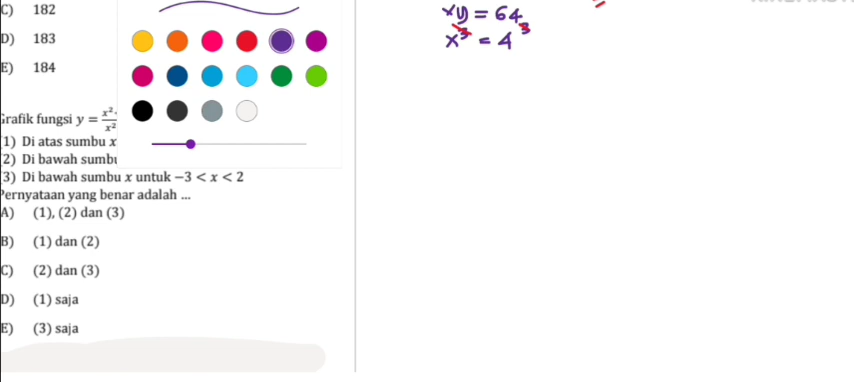 C) 182
D) 183
E) 184
Grafik fungsi y = x²/x²
(1) Di atas sumbu x
(2) Di bawah
(3) Di bawah sumbu x untuk −3 < x < 2
Pernyataan yang benar adalah ...
A) (1), (2) dan (3)
B) (1) dan (2)
C) (2) dan (3)
D) (1) saja
E) (3) saja
xy = 64
x³ = 4³